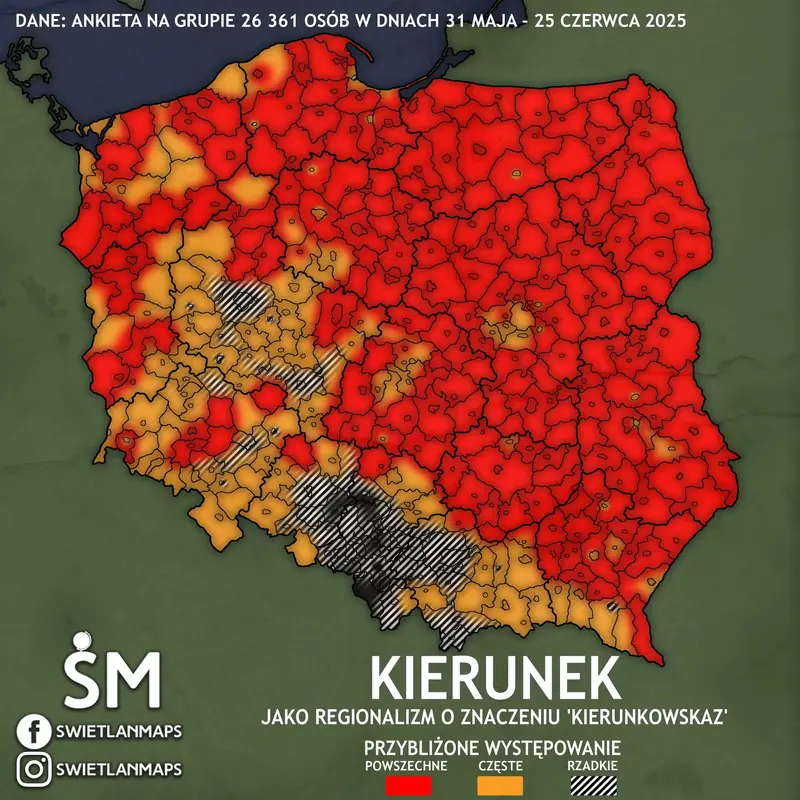 DANE: ANKIETA NA GRUPIE 26 361 OSÓB W DNIACH 31 MAJA - 25 CZERWCA 2025
ŚM
SWIETLANMAPS
SWIETLANMAPS
KIERUNEK
JAKO REGIONALIZM O ZNACZENIU 'KIERUNKOWSKAZ'
PRZYBLIŻONE WYSTĘPOWANIE
POWSZECHNE CZĘSTE RZADKIE